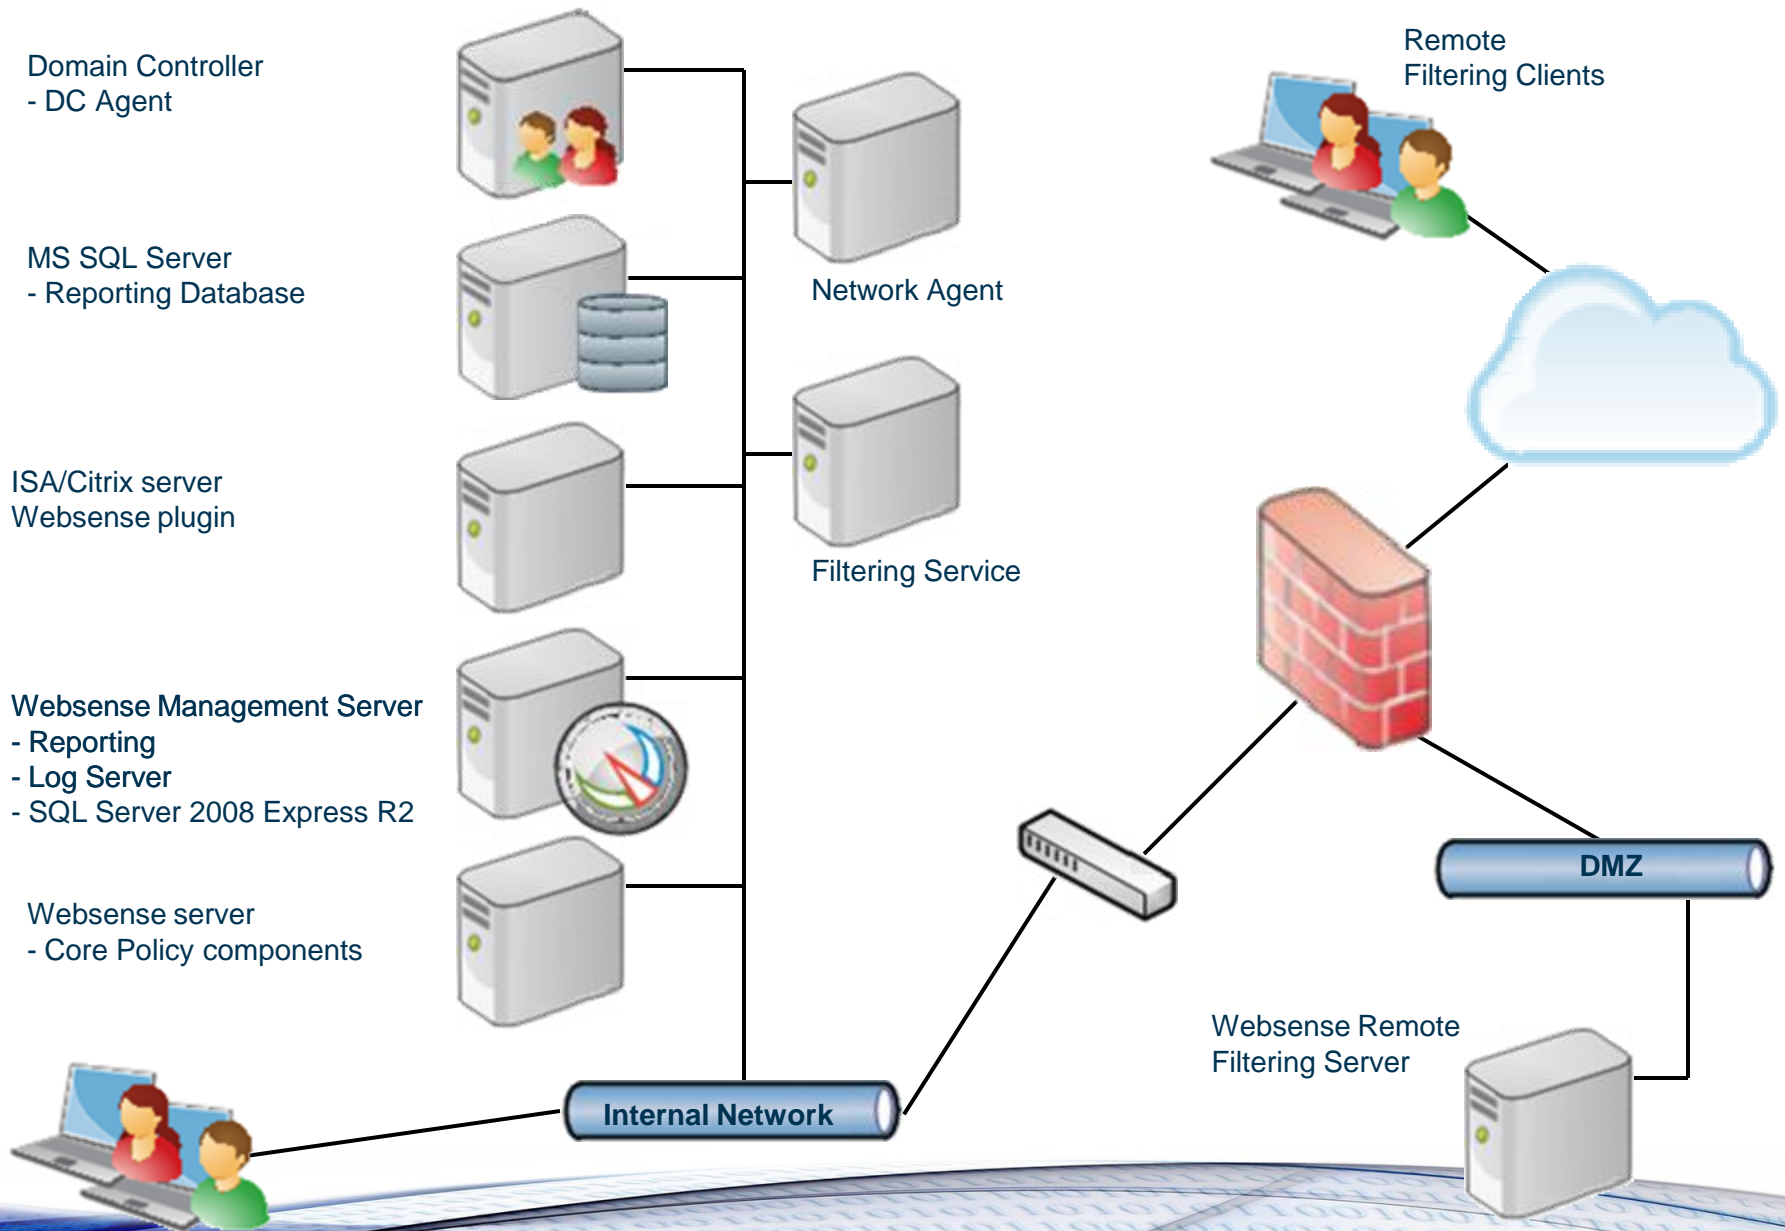 Domain Controller
- DC Agent
MS SQL Server
- Reporting Database
ISA/Citrix server
Websense plugin
Websense Management Server
- Reporting
- Log Server
- SQL Server 2008 Express R2
Websense server
- Core Policy components
Network Agent
Filtering Service
Internal Network
Remote
Filtering Clients
DMZ
Websense Remote
Filtering Server